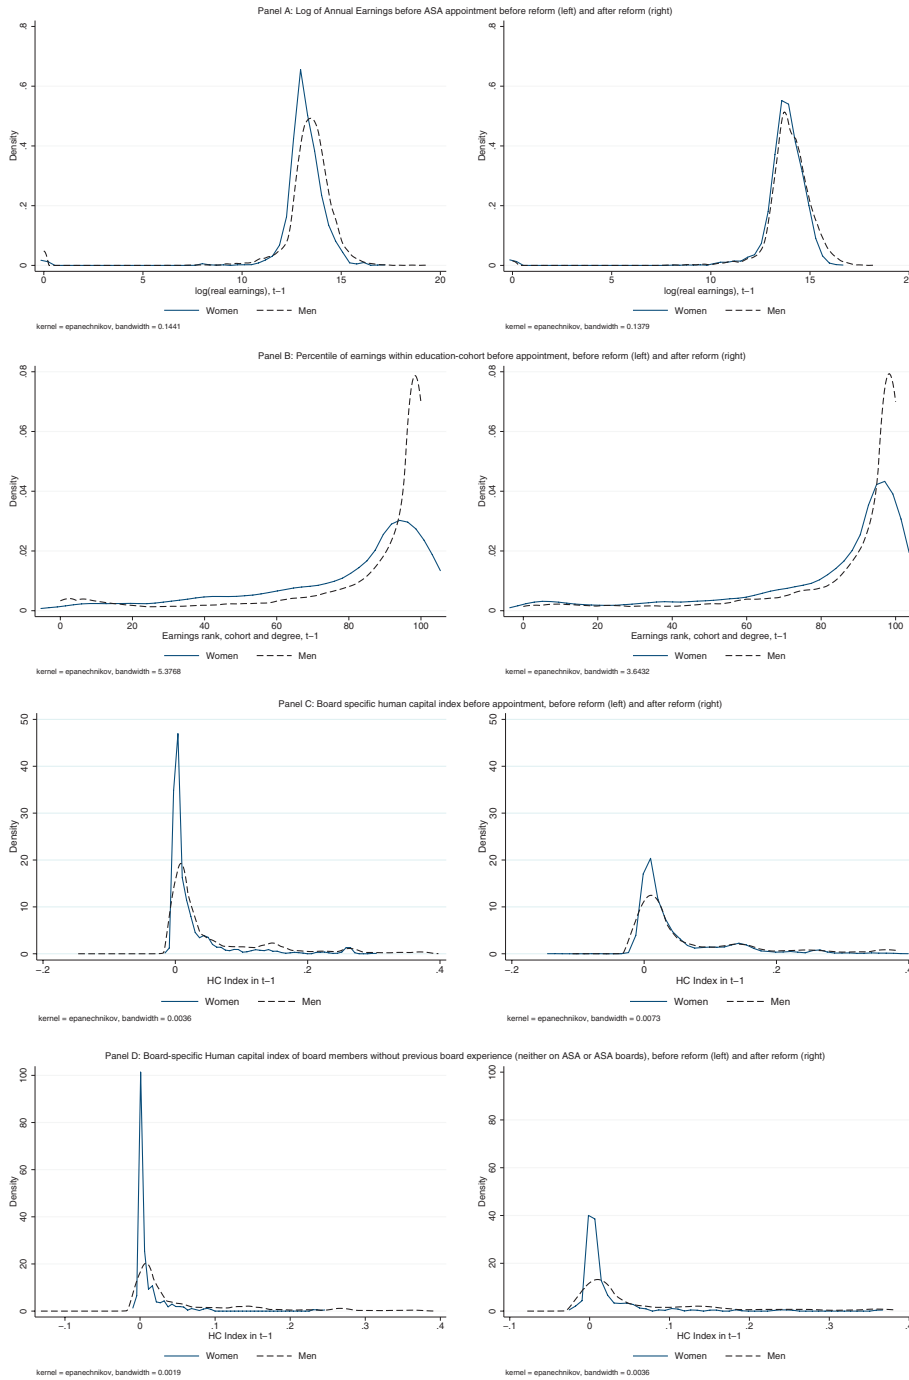 Panel A: Log of Annual Earnings before ASA appointment before reform (left) and after reform (right)
Density
0 .2 .4 .6 .8
0 5 10 15 20
log(real earnings), t−1
Women Men
kernel = epanechnikov, bandwidth = 0.1441
Density
0 .2 .4 .6 .8
0 5 10 15
log(real earnings), t−1
Women Men
kernel = epanechnikov, bandwidth = 0.1379
Panel B: Percentile of earnings within education-cohort before appointment, before reform (left) and after reform (right)
Density
0 .02 .04 .06 .08
0 20 40 60 80 100
Earnings rank, cohort and degree, t−1
Women Men
kernel = epanechnikov, bandwidth = 5.3768
Density
0 .02 .04 .06 .08
0 20 40 60 80 100
Earnings rank, cohort and degree, t−1
Women Men
kernel = epanechnikov, bandwidth = 3.6432
Panel C: Board specific human capital index before appointment, before reform (left) and after reform (right)
Density
0 10 20 30 40 50
−.2 0 .2 .4
HC Index in t−1
Women Men
kernel = epanechnikov, bandwidth = 0.0036
Density
0 10 20 30 40 50
−.2 0 .2 .4
HC Index in t−1
Women Men
kernel = epanechnikov, bandwidth = 0.0073
Panel D: Board-specific Human capital index of board members without previous board experience (neither on ASA or ASA boards), before reform (left) and after reform (right)
Density
0 20 40 60 80 100
−.1 0 .1 .2 .3 .4
HC Index in t−1
Women Men
kernel = epanechnikov, bandwidth = 0.0019
Density
0 20 40 60 80 100
−.1 0 .1 .2 .3 .4
HC Index in t−1
Women Men
kernel = epanechnikov, bandwidth = 0.0036